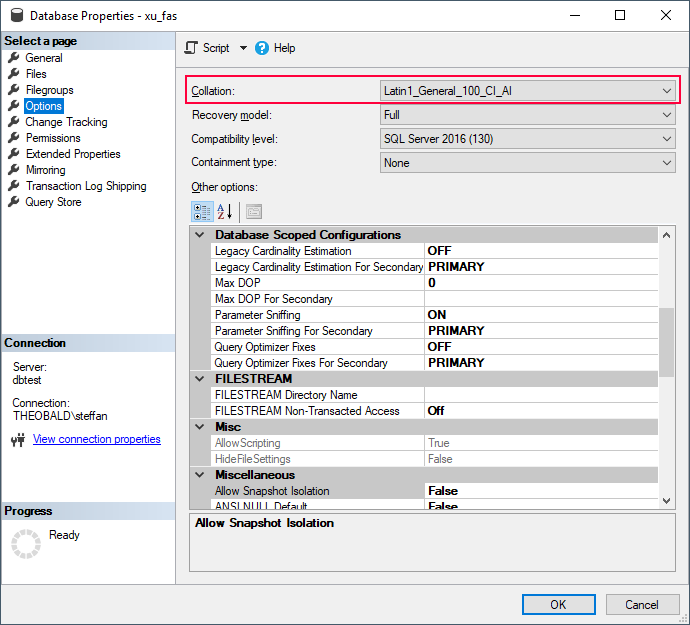 Database Properties - xu_fas
Select a page
General
Files
Filegroups
Options
Change Tracking
Permissions
Extended Properties
Mirroring
Transaction Log Shipping
Query Store
Connection
Server:
dbtest
Connection:
THEOBALD\steffan
View connection properties
Progress
Ready
Script Help
Collation: Latin1_General_100_CI_AI
Recovery model: Full
Compatibility level: SQL Server 2016 (130)
Containment type: None
Other options:
Database Scoped Configurations
Legacy Cardinality Estimation OFF
Legacy Cardinality Estimation For Secondary PRIMARY
Max DOP 0
Max DOP For Secondary
Parameter Sniffing ON
Parameter Sniffing For Secondary PRIMARY
Query Optimizer Fixes OFF
Query Optimizer Fixes For Secondary PRIMARY
FILESTREAM
FILESTREAM Directory Name
FILESTREAM Non-Transacted Access Off
Misc
AllowScripting True
HideFileSettings False
Miscellaneous
Allow Snapshot Isolation False
ANSI NULL Default False
Allow Snapshot Isolation
OK Cancel